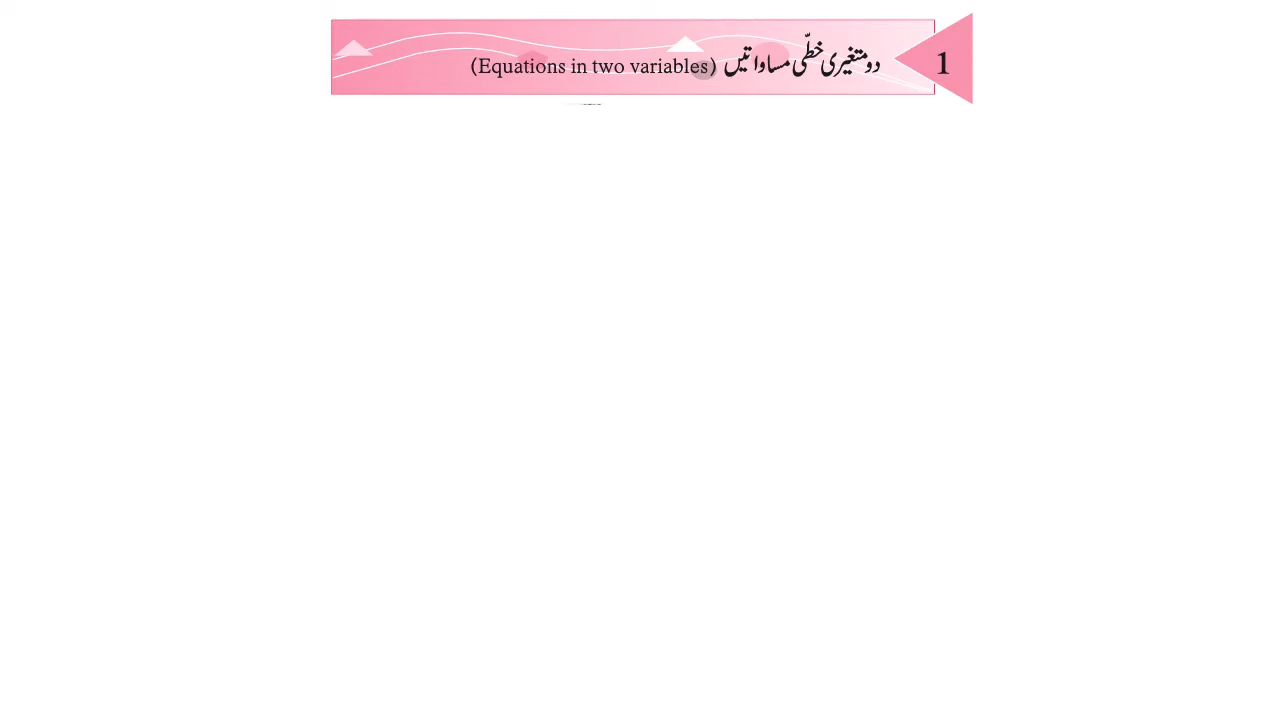 1 دو متغیری خطّی مساواتیں (Equations in two variables)